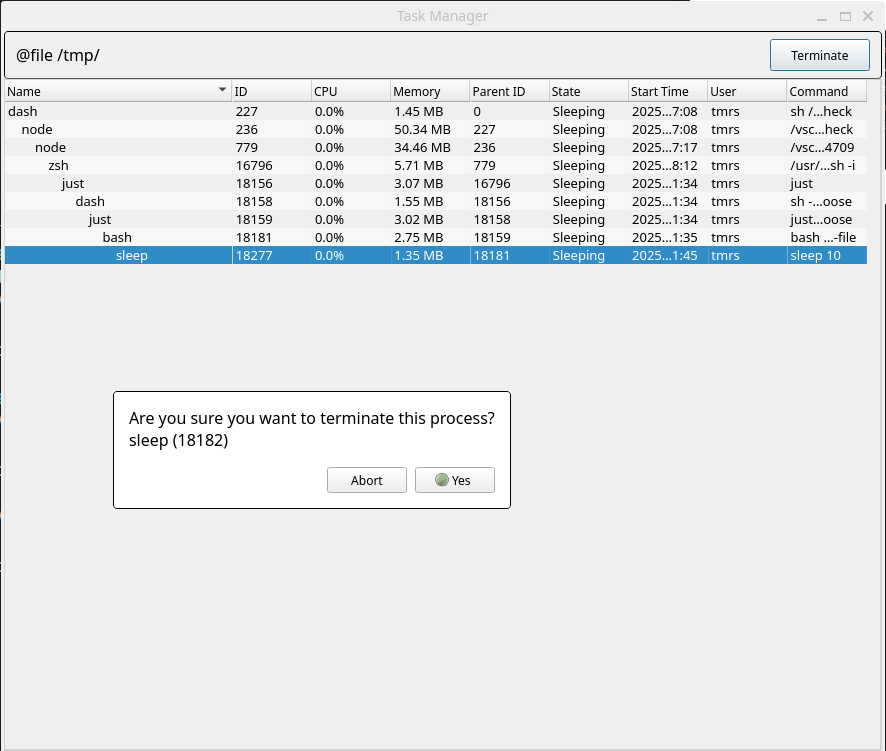 Task Manager
@file /tmp/ Terminate
Name ID CPU Memory Parent ID State Start Time User Command
dash 227 0.0% 1.45 MB 0 Sleeping 2025...7:08 tmrs sh /...heck
node 236 0.0% 50.34 MB 227 Sleeping 2025...7:08 tmrs /vsc...heck
node 779 0.0% 34.46 MB 236 Sleeping 2025...7:17 tmrs /vsc...4709
zsh 16796 0.0% 5.71 MB 779 Sleeping 2025...8:12 tmrs /usr/...sh -i
just 18156 0.0% 3.07 MB 16796 Sleeping 2025...1:34 tmrs just
dash 18158 0.0% 1.55 MB 18156 Sleeping 2025...1:34 tmrs sh -...oose
just 18159 0.0% 3.02 MB 18158 Sleeping 2025...1:34 tmrs just...oose
bash 18181 0.0% 2.75 MB 18159 Sleeping 2025...1:35 tmrs bash ...-file
sleep 18277 0.0% 1.35 MB 18181 Sleeping 2025...1:45 tmrs sleep 10
Are you sure you want to terminate this process?
sleep (18182)
Abort Yes